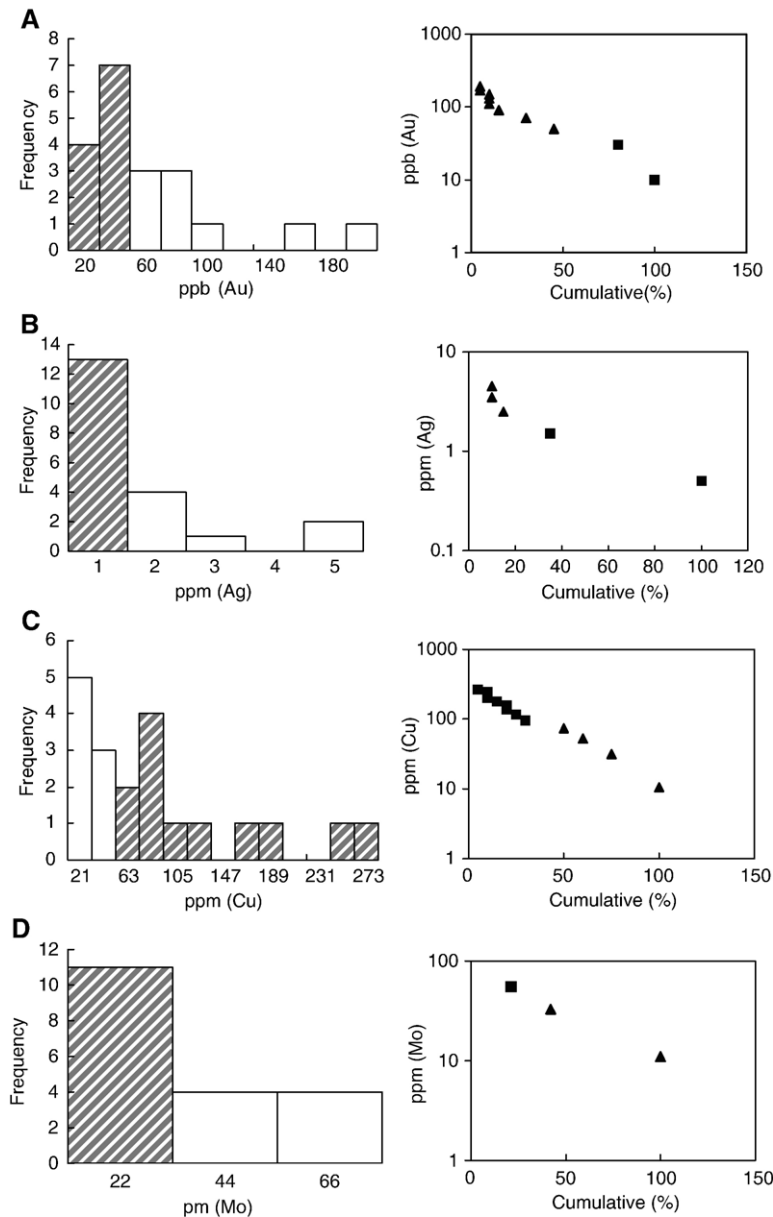 A
8
7
6
5
4
3
2
1
0
Frequency
20 60 100 140 180
ppb (Au)
1000
100
10
1
ppb (Au)
0 50 100 150
Cumulative(%)
B
14
12
10
8
6
4
2
0
Frequency
1 2 3 4 5
ppm (Ag)
10
1
0.1
ppm (Ag)
0 20 40 60 80 100 120
Cumulative (%)
C
6
5
4
3
2
1
0
Frequency
21 63 105 147 189 231 273
ppm (Cu)
1000
100
10
1
ppm (Cu)
0 50 100 150
Cumulative (%)
D
12
10
8
6
4
2
0
Frequency
22 44 66
pm (Mo)
100
10
1
ppm (Mo)
0 50 100 150
Cumulative (%)